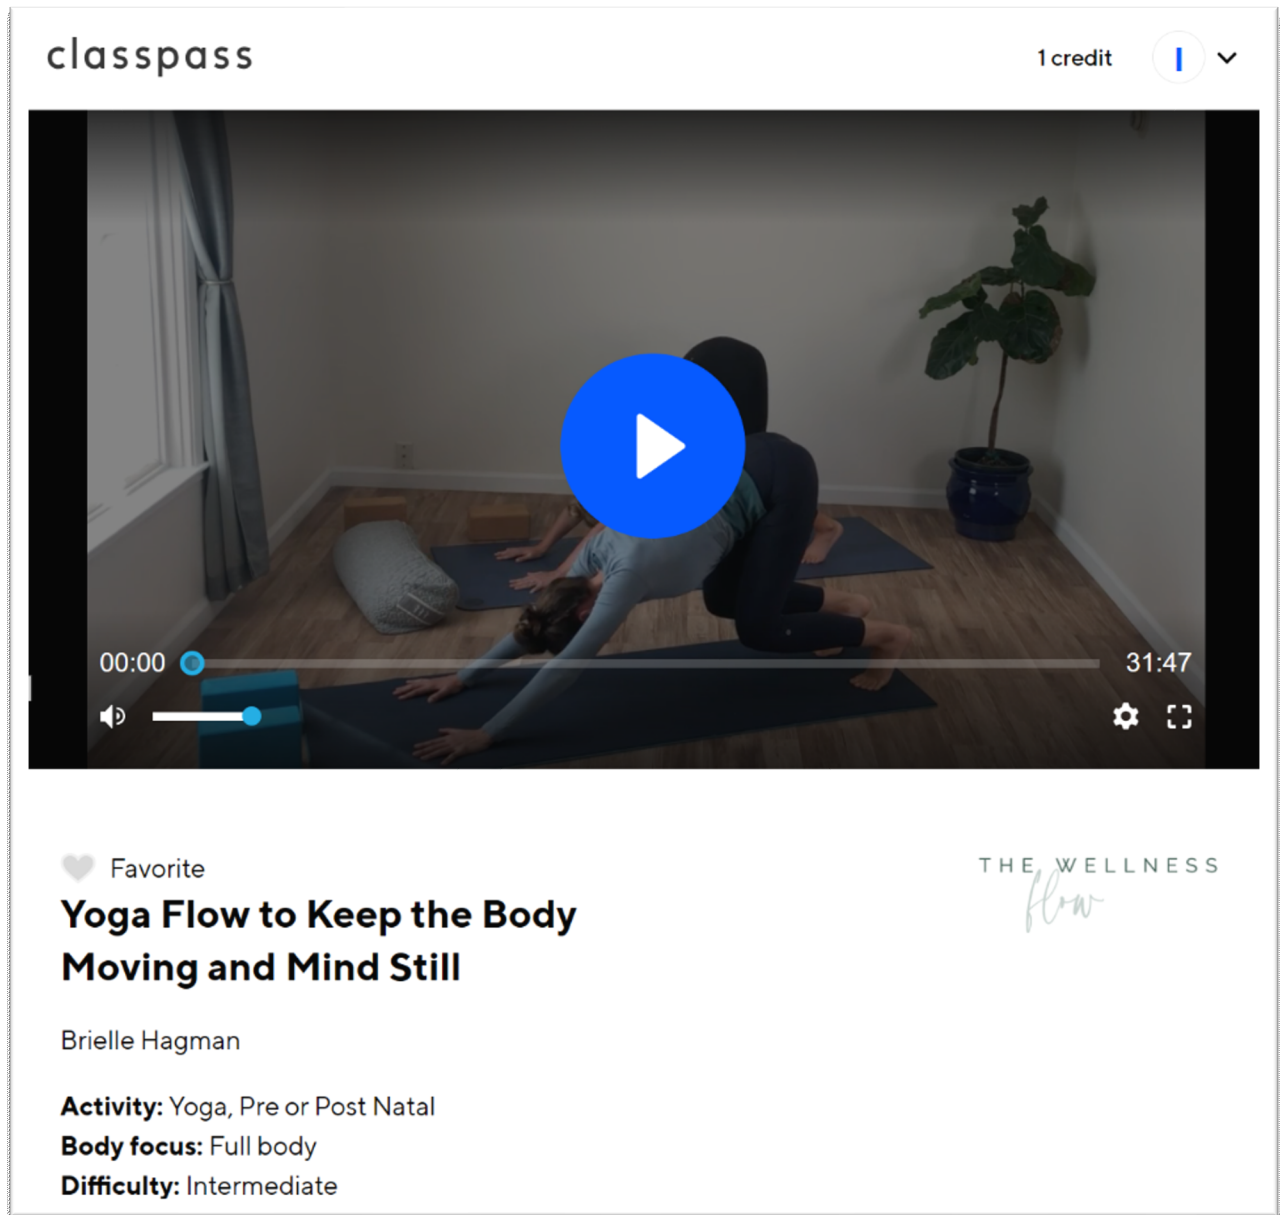 classpass
1 credit
I
00:00
31:47
Favorite
THE WELLNESS
flow
Yoga Flow to Keep the Body
Moving and Mind Still
Brielle Hagman
Activity: Yoga, Pre or Post Natal
Body focus: Full body
Difficulty: Intermediate